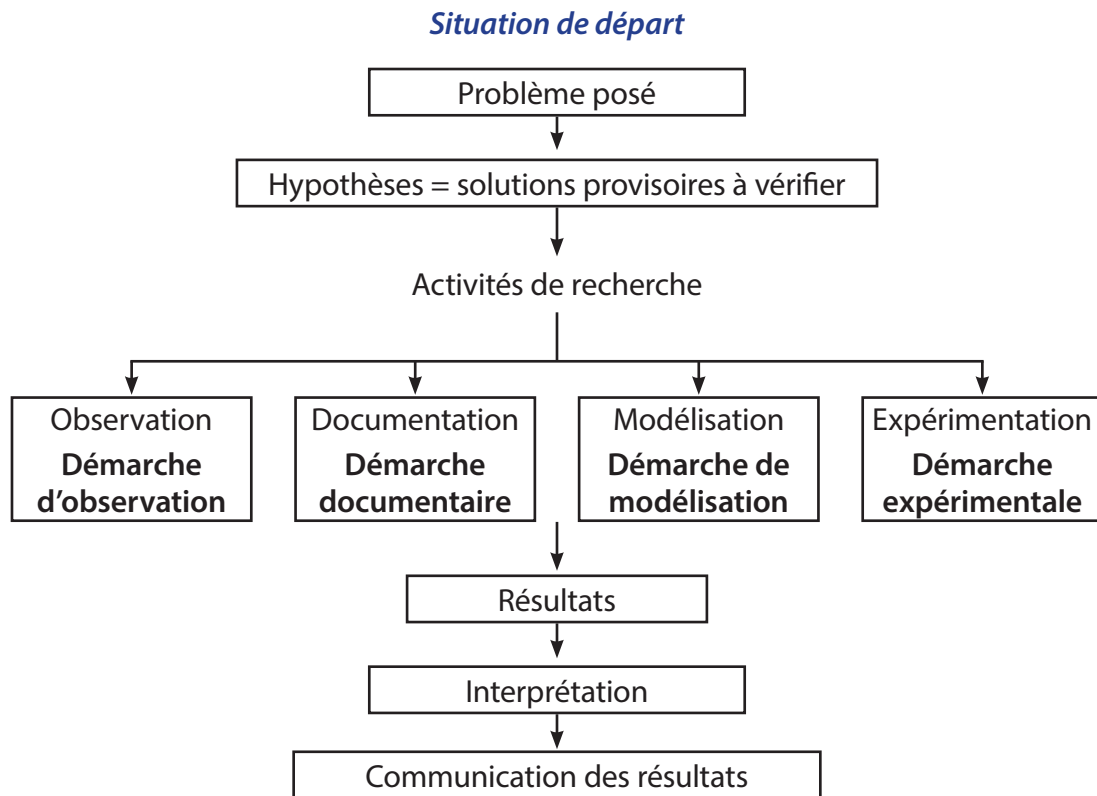 Situation de départ
Problème posé
Hypothèses = solutions provisoires à vérifier
Activités de recherche
Observation
Démarche
d'observation
Documentation
Démarche
documentaire
Modélisation
Démarche de
modélisation
Expérimentation
Démarche
expérimentale
Résultats
Interprétation
Communication des résultats